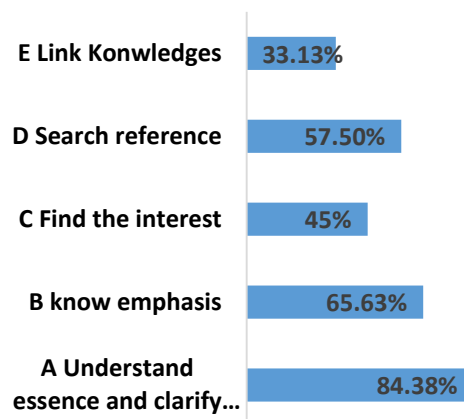 E Link Konwledges
33.13%
D Search reference
57.50%
C Find the interest
45%
B know emphasis
65.63%
A Understand
essence and clarify…
84.38%